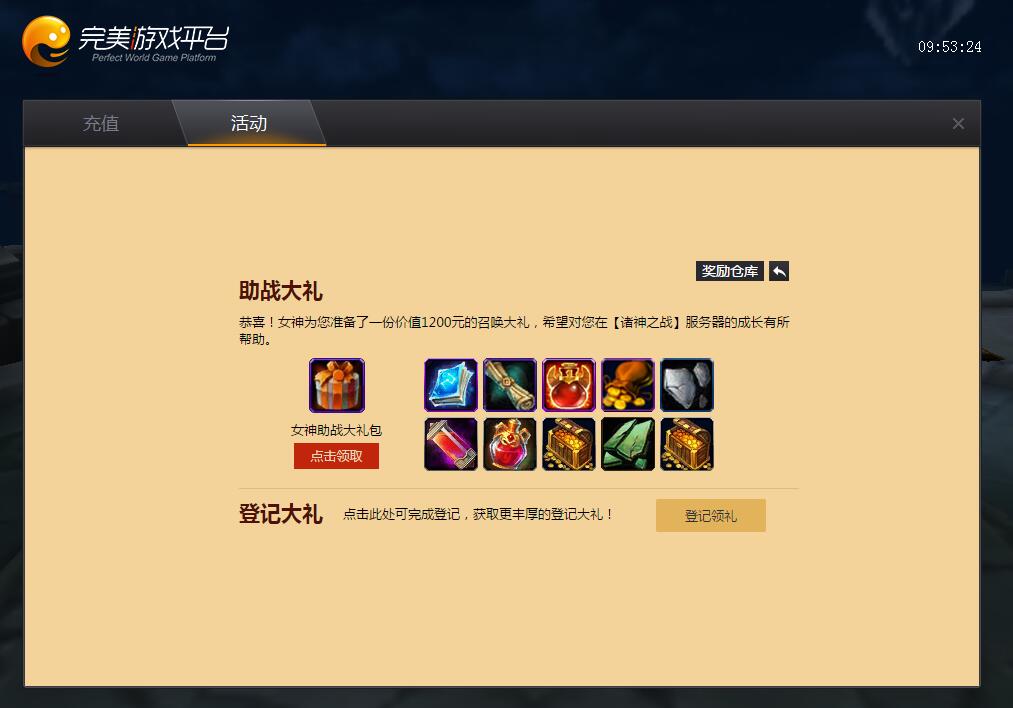 完美游戏平台
Perfect World Game Platform
09:53:24
充值
活动
奖励仓库
助战大礼
恭喜！女神为您准备了一份价值1200元的召唤大礼，希望对您在【诸神之战】服务器的成长有所
帮助。
女神助战大礼包
点击领取
登记大礼
点击此处可完成登记，获取更丰厚的登记大礼！
登记领礼